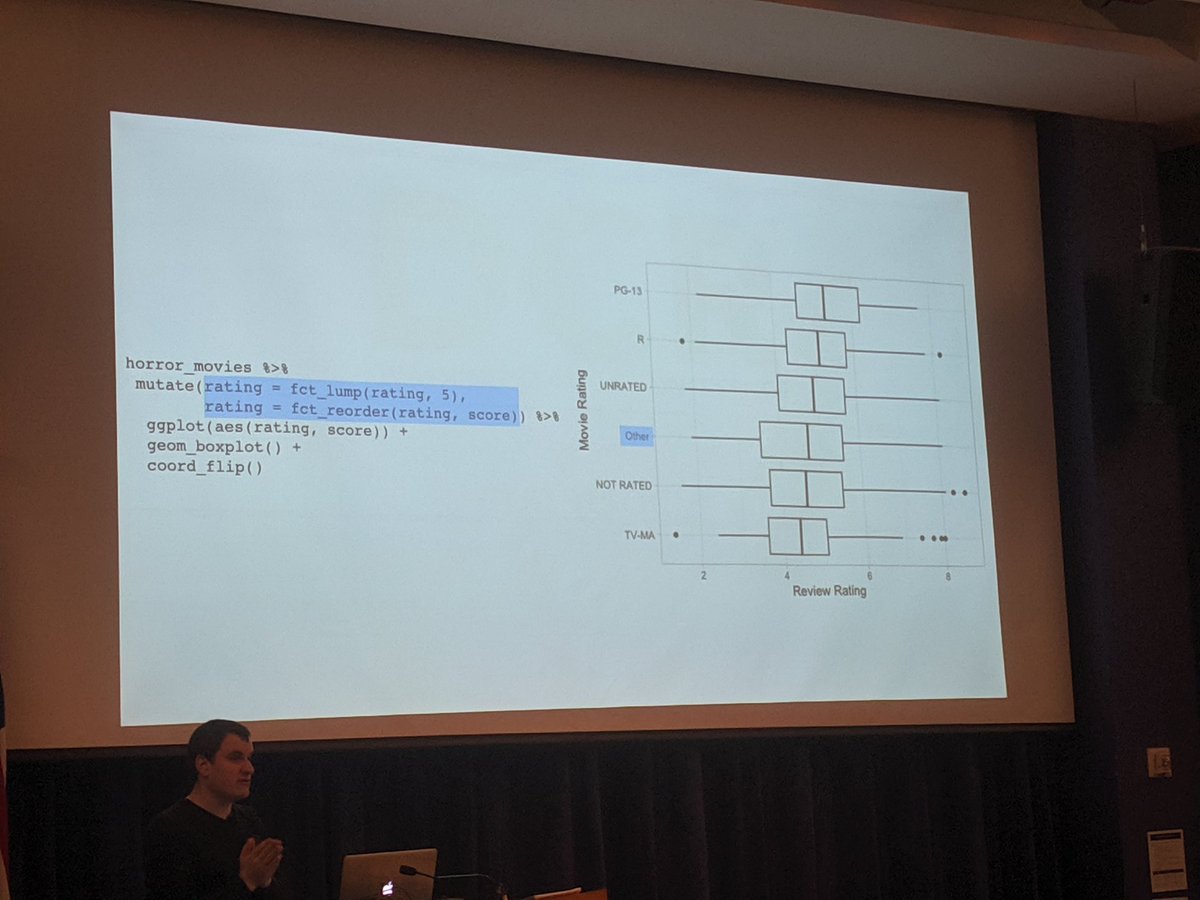 horror_movies %>%
mutate(rating = fct_lump(rating, 5),
rating = fct_reorder(rating, score)) %>%
ggplot(aes(rating, score)) +
geom_boxplot() +
coord_flip()
Movie Rating
PG-13
R
UNRATED
Other
NOT RATED
TV-MA
2 4 6 8
Review Rating